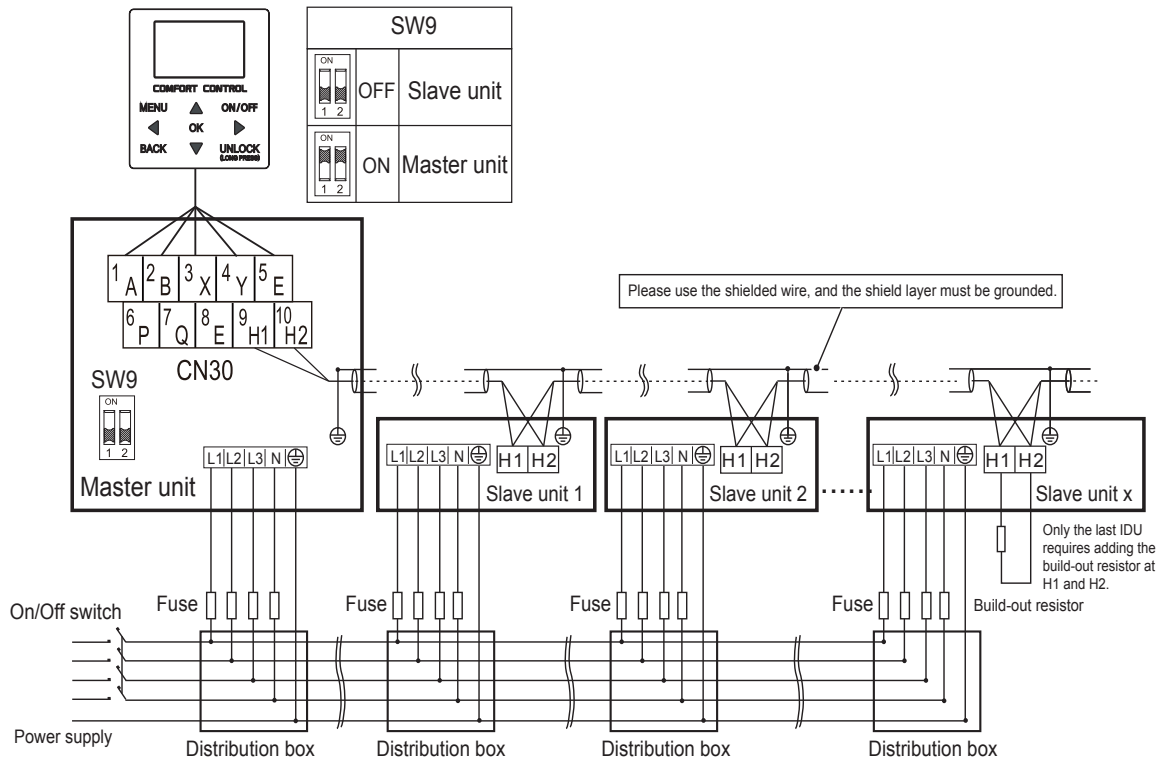 COMFORT CONTROL
MENU
ON/OFF
OK
BACK
UNLOCK
(LONG PRESS)
SW9
ON
1 2
OFF
Slave unit
ON
1 2
ON
Master unit
1 A
2 B
3 X
4 Y
5 E
6 P
7 Q
8 E
9 H1
10 H2
CN30
SW9
ON
1 2
L1 L2 L3 N
Master unit
Please use the shielded wire, and the shield layer must be grounded.
L1 L2 L3 N
H1 H2
Slave unit 1
L1 L2 L3 N
H1 H2
Slave unit 2
L1 L2 L3 N
H1 H2
Slave unit x
Only the last IDU
requires adding the
build-out resistor at
H1 and H2.
Build-out resistor
On/Off switch
Fuse
Fuse
Fuse
Fuse
Power supply
Distribution box
Distribution box
Distribution box
Distribution box